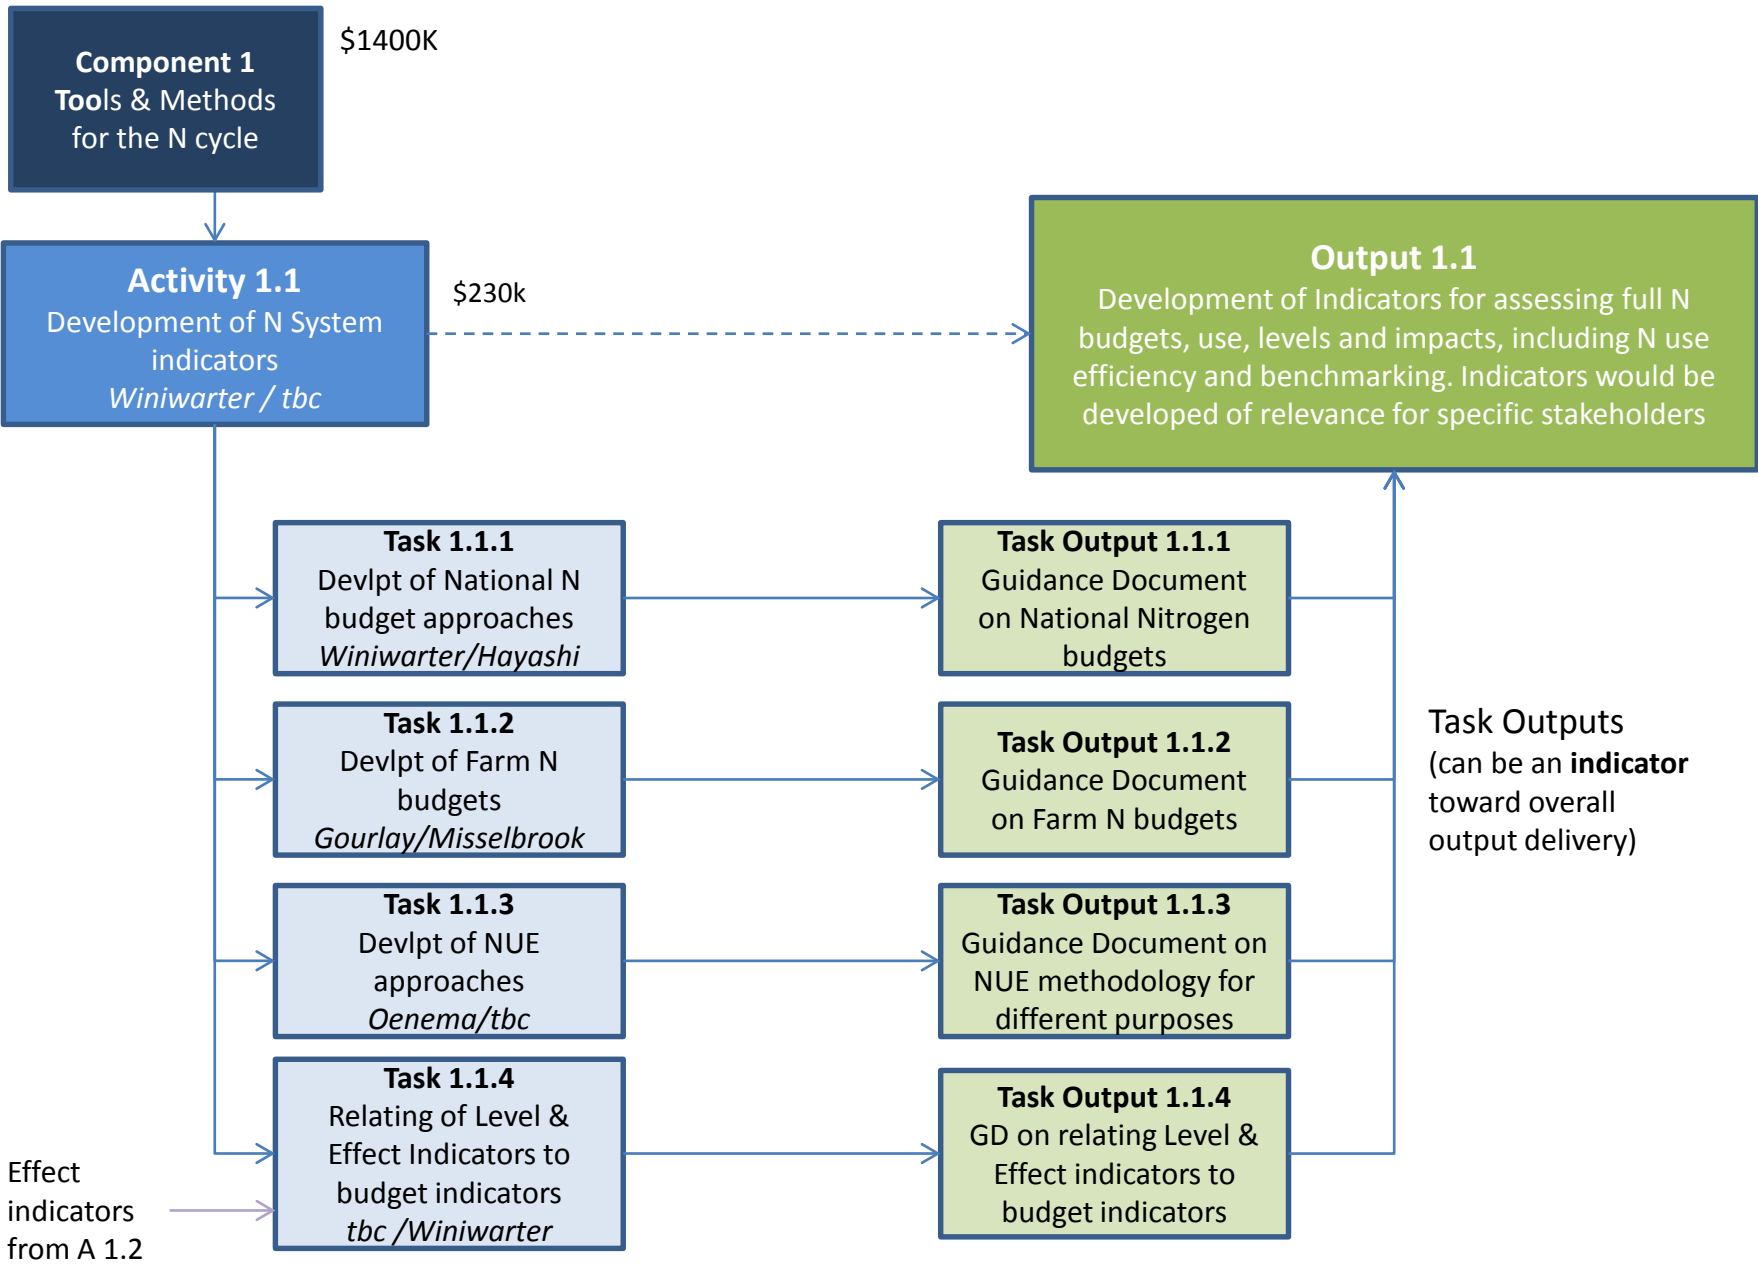 Component 1
Tools & Methods
for the N cycle
$1400K
Activity 1.1
Development of N System
indicators
Winiwarter / tbc
$230k
Output 1.1
Development of Indicators for assessing full N
budgets, use, levels and impacts, including N use
efficiency and benchmarking. Indicators would be
developed of relevance for specific stakeholders
Task 1.1.1
Devlpt of National N
budget approaches
Winiwarter/Hayashi
Task Output 1.1.1
Guidance Document
on National Nitrogen
budgets
Task 1.1.2
Devlpt of Farm N
budgets
Gourlay/Misselbrook
Task Output 1.1.2
Guidance Document
on Farm N budgets
Task Outputs
(can be an indicator
toward overall
output delivery)
Task 1.1.3
Devlpt of NUE
approaches
Oenema/tbc
Task Output 1.1.3
Guidance Document on
NUE methodology for
different purposes
Task 1.1.4
Relating of Level &
Effect Indicators to
budget indicators
tbc /Winiwarter
Task Output 1.1.4
GD on relating Level &
Effect indicators to
budget indicators
Effect
indicators
from A 1.2